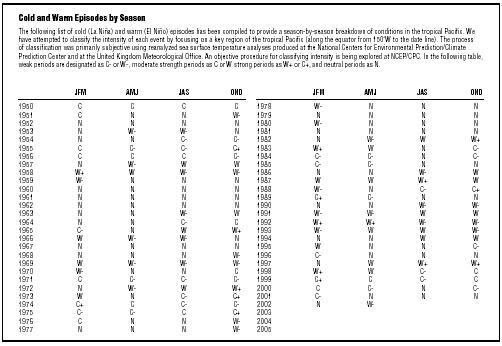 Cold and Warm Episodes by Season
The following list of cold (La Niña) and warm (El Niño) episodes has been compiled to provide a season-by-season breakdown of conditions in the tropical Pacific. We
have attempted to classify the intensity of each event by focusing on a key region of the tropical Pacific (along the equator from 150°W to the date line). The process
of classification was primarily subjective using reanalyzed sea surface temperature analyses produced at the National Centers for Environmental Prediction/Climate
Prediction Center and at the United Kingdom Meteorological Office. An objective procedure for classifying intensity is being explored at NCEP/CPC. In the following table,
weak periods are designated as C- or W-, moderate strength periods as C or W, strong periods as W+ or C+, and neutral periods as N.
JFM AMJ JAS OND JFM AMJ JAS OND
1950 C C C C 1978 W- N N N
1951 C N N W- 1979 N N N N
1952 N N N N 1980 W- N N N
1953 N W- W- N 1981 N N N N
1954 N N C- C- 1982 N W- W W+
1955 C C- C- C+ 1983 W+ W N C-
1956 C C C C- 1984 C- C- N C-
1957 N W- W W 1985 C- C- N N
1958 W+ W W- W- 1986 N N W- W
1959 W- N N N 1987 W W W+ W
1960 N N N N 1988 W- N C- C+
1961 N N N N 1989 C+ C- N N
1962 N N N N 1990 N N W- W-
1963 N N W- W 1991 W- W- W W
1964 N N C- C 1992 W+ W+ W- W-
1965 C- N W W+ 1993 W- W W W-
1966 W W- W- N 1994 N N W W
1967 N N N N 1995 W N N C-
1968 N N N W- 1996 C- N N N
1969 W W- W- W- 1997 N W W+ W+
1970 W- N N C 1998 W+ W C- C
1971 C C- C- C- 1999 C+ C C- C
1972 N W- W W+ 2000 C C- N C-
1973 W N C- C+ 2001 C- N N N
1974 C+ C C- C- 2002 N W-
1975 C- C- C C+ 2003
1976 C N N W- 2004
1977 N N N W- 2005